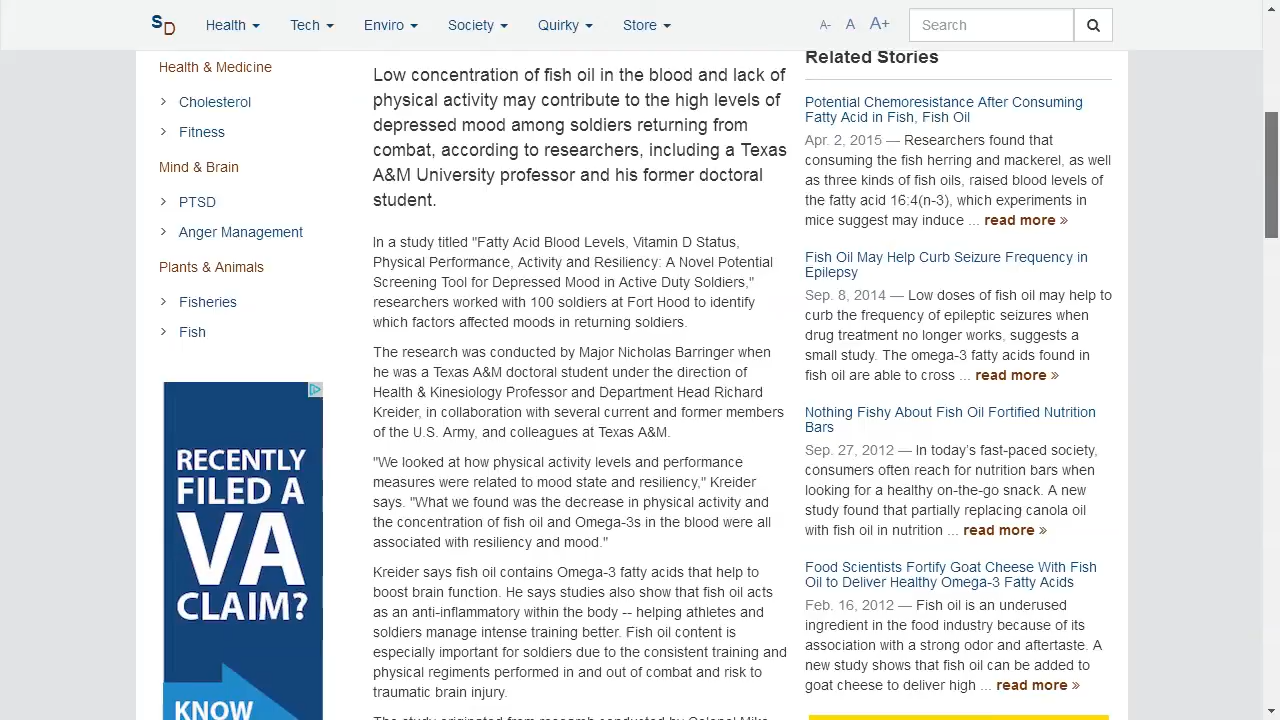 SD
Health
Tech
Enviro
Society
Quirky
Store
A-
A
A+
Search
Health & Medicine
Cholesterol
Fitness
Mind & Brain
PTSD
Anger Management
Plants & Animals
Fisheries
Fish
RECENTLY
FILED A
VA
CLAIM?
KNOW
Low concentration of fish oil in the blood and lack of
physical activity may contribute to the high levels of
depressed mood among soldiers returning from
combat, according to researchers, including a Texas
A&M University professor and his former doctoral
student.
In a study titled "Fatty Acid Blood Levels, Vitamin D Status,
Physical Performance, Activity and Resiliency: A Novel Potential
Screening Tool for Depressed Mood in Active Duty Soldiers,"
researchers worked with 100 soldiers at Fort Hood to identify
which factors affected moods in returning soldiers.
The research was conducted by Major Nicholas Barringer when
he was a Texas A&M doctoral student under the direction of
Health & Kinesiology Professor and Department Head Richard
Kreider, in collaboration with several current and former members
of the U.S. Army, and colleagues at Texas A&M.
"We looked at how physical activity levels and performance
measures were related to mood state and resiliency," Kreider
says. "What we found was the decrease in physical activity and
the concentration of fish oil and Omega-3s in the blood were all
associated with resiliency and mood."
Kreider says fish oil contains Omega-3 fatty acids that help to
boost brain function. He says studies also show that fish oil acts
as an anti-inflammatory within the body -- helping athletes and
soldiers manage intense training better. Fish oil content is
especially important for soldiers due to the consistent training and
physical regiments performed in and out of combat and risk to
traumatic brain injury.
The study originated from research conducted by Colonel Mike
Related Stories
Potential Chemoresistance After Consuming
Fatty Acid in Fish, Fish Oil
Apr. 2, 2015 — Researchers found that
consuming the fish herring and mackerel, as well
as three kinds of fish oils, raised blood levels of
the fatty acid 16:4(n-3), which experiments in
mice suggest may induce ... read more »
Fish Oil May Help Curb Seizure Frequency in
Epilepsy
Sep. 8, 2014 — Low doses of fish oil may help to
curb the frequency of epileptic seizures when
drug treatment no longer works, suggests a
small study. The omega-3 fatty acids found in
fish oil are able to cross ... read more »
Nothing Fishy About Fish Oil Fortified Nutrition
Bars
Sep. 27, 2012 — In today's fast-paced society,
consumers often reach for nutrition bars when
looking for a healthy on-the-go snack. A new
study found that partially replacing canola oil
with fish oil in nutrition ... read more »
Food Scientists Fortify Goat Cheese With Fish
Oil to Deliver Healthy Omega-3 Fatty Acids
Feb. 16, 2012 — Fish oil is an underused
ingredient in the food industry because of its
association with a strong odor and aftertaste. A
new study shows that fish oil can be added to
goat cheese to deliver high ... read more »